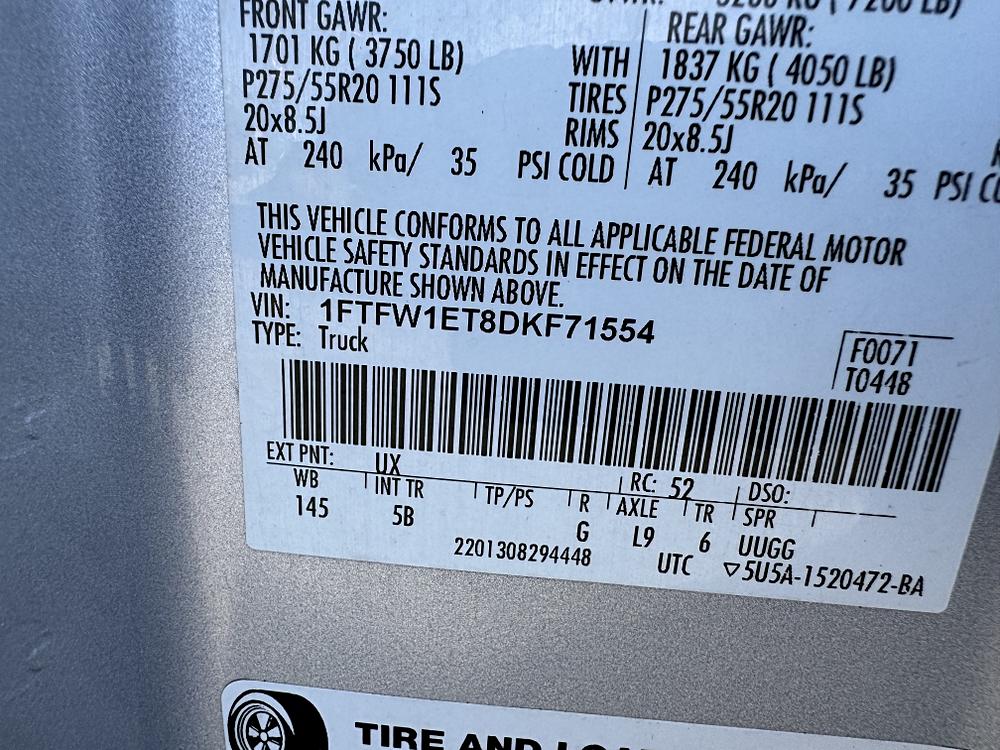 FRONT GAWR:
1701 KG ( 3750 LB)
P275/55R20 111S
20x8.5J
AT 240 kPa/ 35 PSI COLD
WITH
TIRES
RIMS
REAR GAWR:
1837 KG ( 4050 LB)
P275/55R20 111S
20x8.5J
AT 240 kPa/ 35 PSI
THIS VEHICLE CONFORMS TO ALL APPLICABLE FEDERAL MOTOR
VEHICLE SAFETY STANDARDS IN EFFECT ON THE DATE OF
MANUFACTURE SHOWN ABOVE.
VIN: 1FTFW1ET8DKF71554
TYPE: Truck
F0071
T0448
EXT PNT: UX RC: 52 DSO:
WB INT TR TP/PS R AXLE TR SPR
145 5B G L9 6 UUGG
2201308294448 UTC ▽5U5A-1520472-BA
TIRE AND